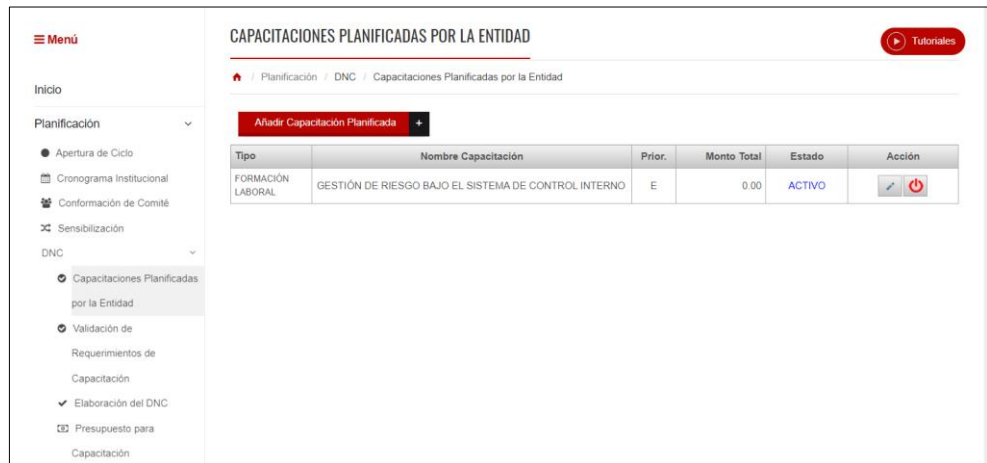 Menú
Inicio
Planificación
Apertura de Ciclo
Cronograma Institucional
Conformación de Comité
Sensibilización
DNC
Capacitaciones Planificadas
por la Entidad
Validación de
Requerimientos de
Capacitación
Elaboración del DNC
Presupuesto para
Capacitación
CAPACITACIONES PLANIFICADAS POR LA ENTIDAD
Tutoriales
/ Planificación / DNC / Capacitaciones Planificadas por la Entidad
Añadir Capacitación Planificada +
Tipo Nombre Capacitación Prior. Monto Total Estado Acción
FORMACIÓN
LABORAL GESTIÓN DE RIESGO BAJO EL SISTEMA DE CONTROL INTERNO E 0.00 ACTIVO